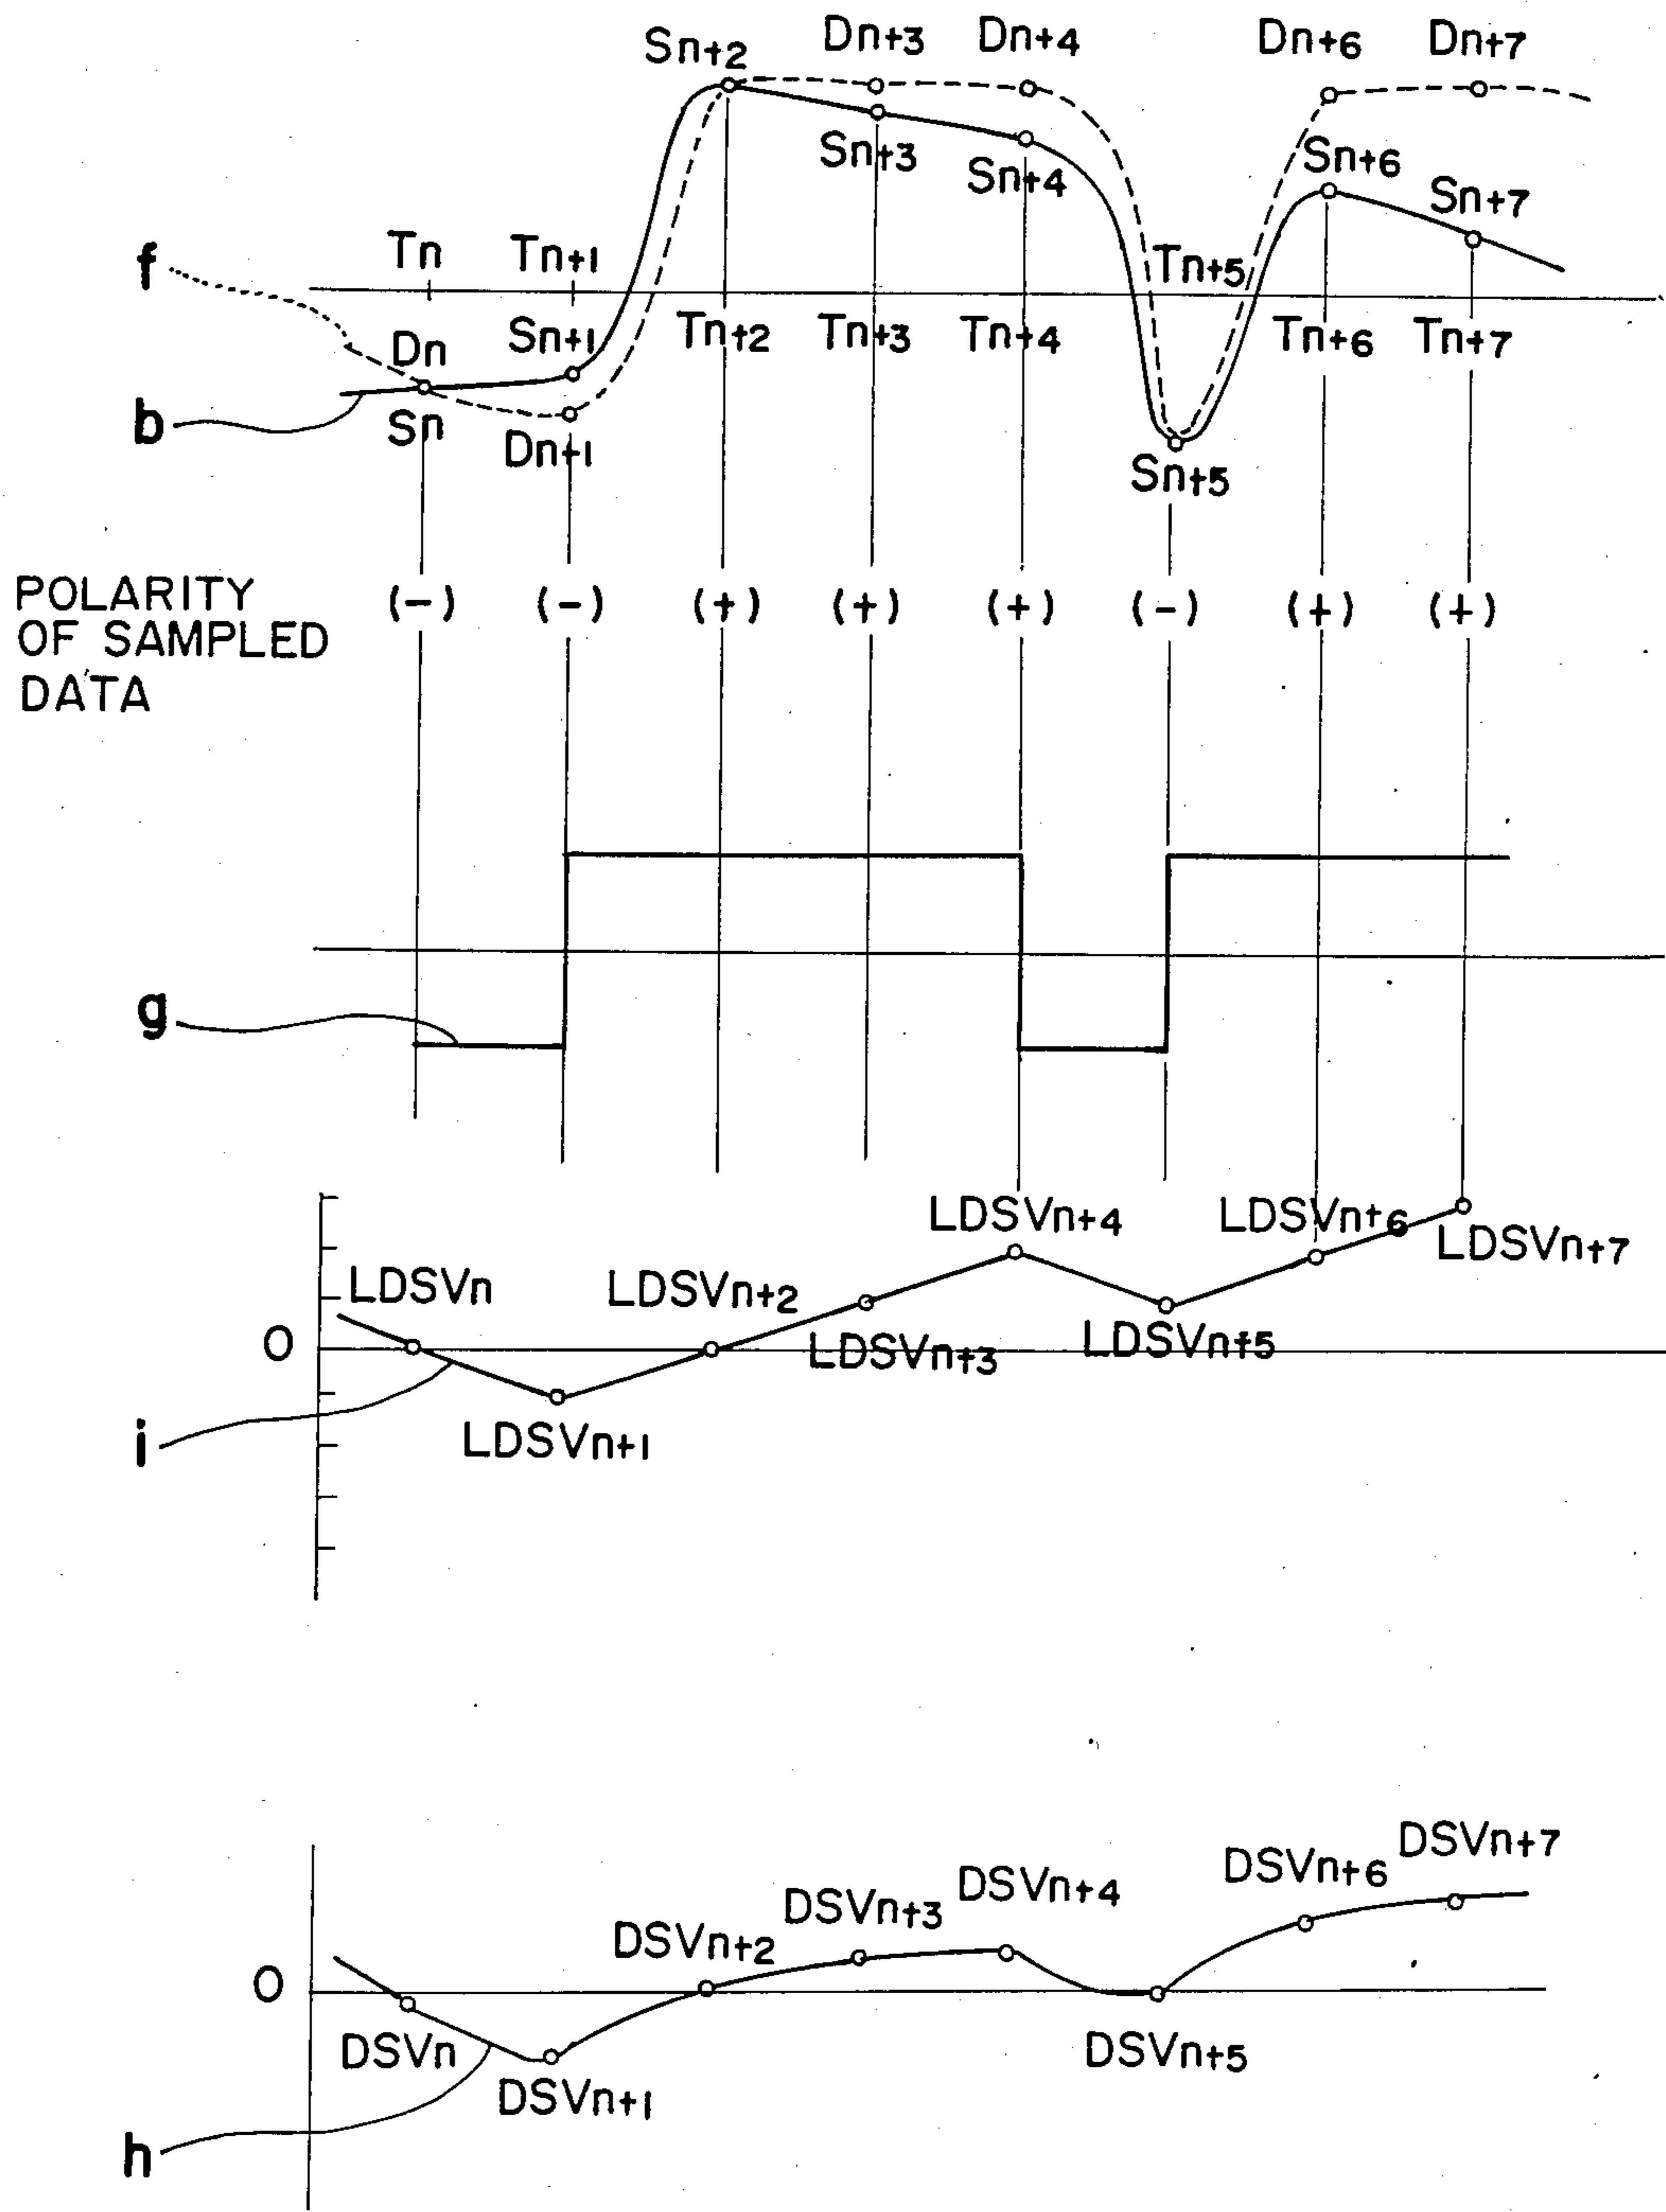 Sn+2 Dn+3 Dn+4 Dn+6 Dn+7
Sn+3 Sn+4 Sn+6 Sn+7
f Tn Tn+1 Tn+5
Dn Sn+1 Tn+2 Tn+3 Tn+4 Tn+6 Tn+7
b Sn Dn+1 Sn+5
POLARITY
OF SAMPLED
DATA
(-) (-) (+) (+) (+) (-) (+) (+)
g
LDSVn+4 LDSVn+6 LDSVn+7
LDSVn LDSVn+2
O LDSVn+3 LDSVn+5
i LDSVn+1
DSVn+7
DSVn+2 DSVn+3 DSVn+4 DSVn+6
O
DSVn DSVn+5
DSVn+1
h